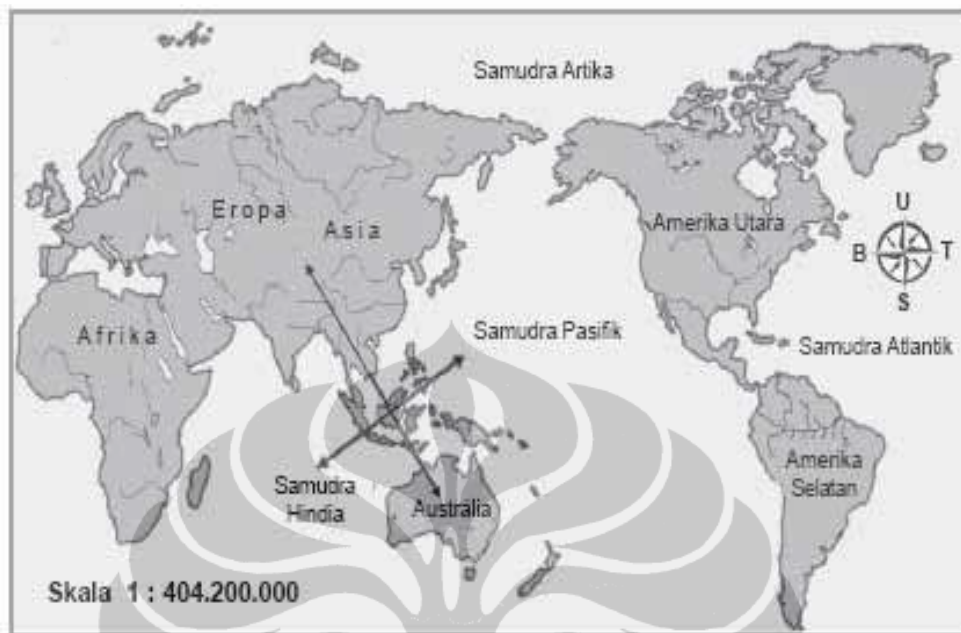 Samudra Artika
Eropa
Asia
Amerika Utara
U
B
T
S
Afrika
Samudra Pasifik
Samudra Atlantik
Samudra
Hindia
Australia
Amerika
Selatan
Skala 1 : 404.200.000